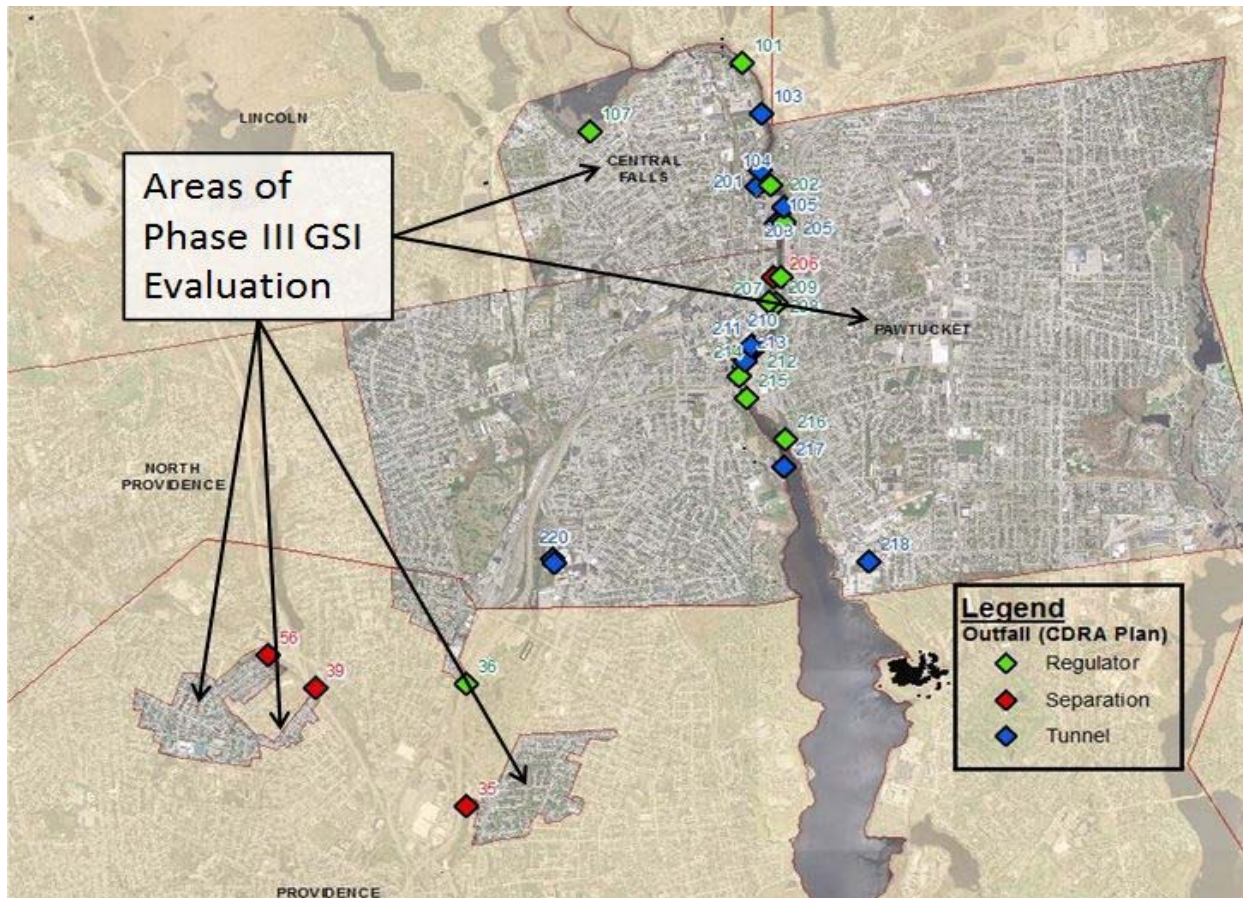 101
103
LINCOLN
107
CENTRAL
FALLS
104
201
202
105
203
205
Areas of
Phase III GSI
Evaluation
206
207
209
210
211
213
PAWTUCKET
214
212
215
216
217
NORTH
PROVIDENCE
220
218
Legend
Outfall (CDRA Plan)
Regulator
Separation
Tunnel
56
39
36
35
PROVIDENCE